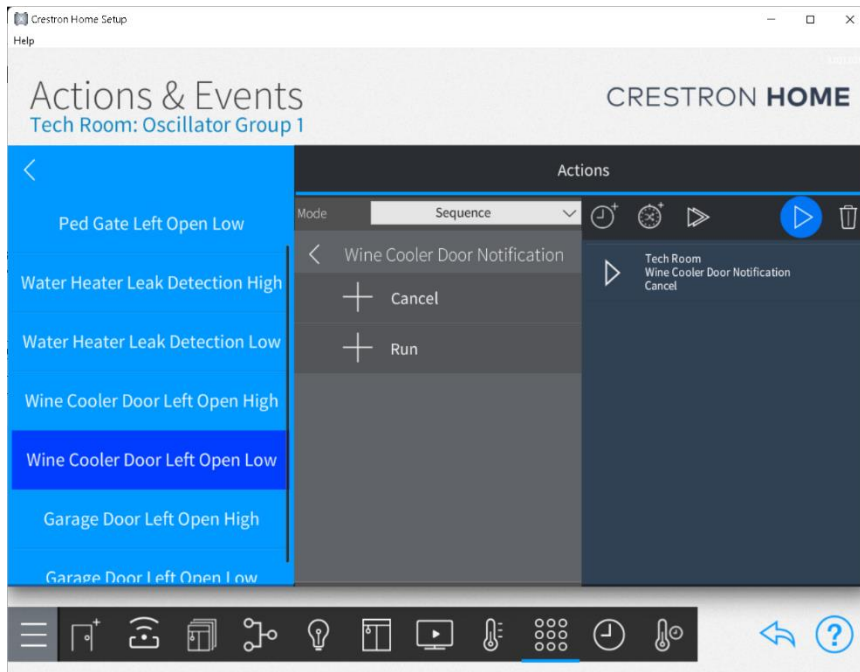 Crestron Home Setup
Help
Actions & Events
Tech Room: Oscillator Group 1
CRESTRON HOME
Actions
Ped Gate Left Open Low
Water Heater Leak Detection High
Water Heater Leak Detection Low
Wine Cooler Door Left Open High
Wine Cooler Door Left Open Low
Garage Door Left Open High
Garage Door Left Open Low
Mode
Sequence
Wine Cooler Door Notification
Cancel
Run
Tech Room
Wine Cooler Door Notification
Cancel
?